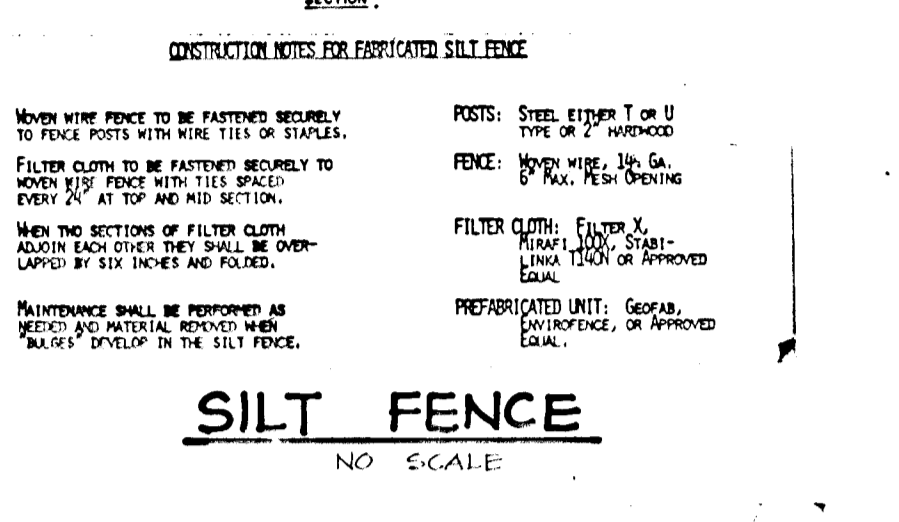 SECTION.
CONSTRUCTION NOTES FOR FABRICATED SILT FENCE
WOVEN WIRE FENCE TO BE FASTENED SECURELY
TO FENCE POSTS WITH WIRE TIES OR STAPLES.
FILTER CLOTH TO BE FASTENED SECURELY TO
WOVEN WIRE FENCE WITH TIES SPACED
EVERY 24" AT TOP AND MID SECTION.
WHEN TWO SECTIONS OF FILTER CLOTH
ADJOIN EACH OTHER THEY SHALL BE OVER-
LAPPED BY SIX INCHES AND FOLDED.
MAINTENANCE SHALL BE PERFORMED AS
NEEDED AND MATERIAL REMOVED WHEN
"BULGES" DEVELOP IN THE SILT FENCE.
POSTS: STEEL EITHER T OR U
TYPE OR 2" HARDWOOD
FENCE: WOVEN WIRE, 14½ GA.
6" MAX. MESH OPENING
FILTER CLOTH: FILTER X,
MIRAFI 100X, STABI-
LINKA T140N OR APPROVED
EQUAL
PREFABRICATED UNIT: GEOFAB,
ENVIROFENCE, OR APPROVED
EQUAL.
SILT FENCE
NO SCALE